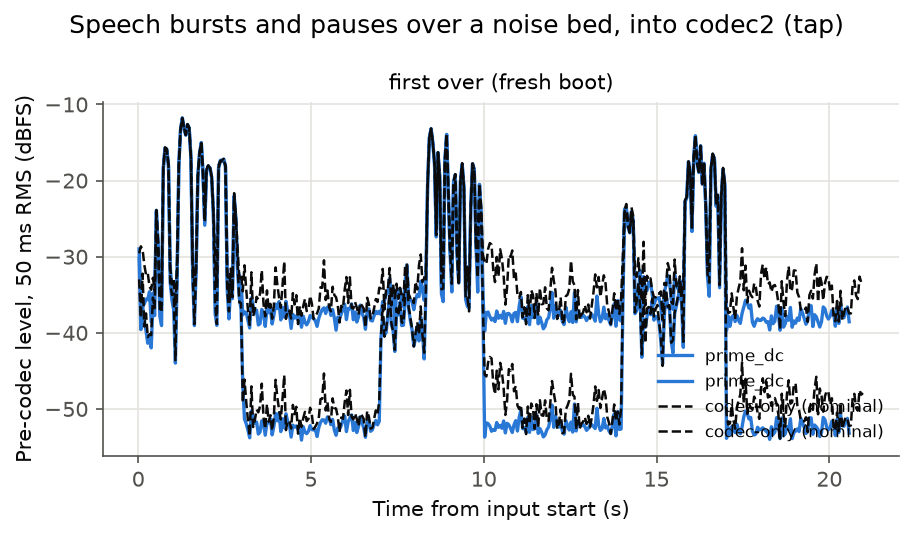 Speech bursts and pauses over a noise bed, into codec2 (tap)
first over (fresh boot)
Pre-codec level, 50 ms RMS (dBFS)
−10
−20
−30
−40
−50
prime_dc
prime_dc
codec-only (nominal)
codec-only (nominal)
0
5
10
15
20
Time from input start (s)